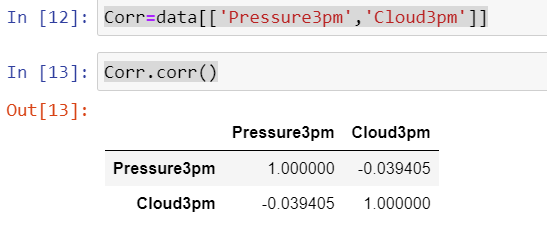 In [12]: Corr=data[['Pressure3pm','Cloud3pm']]
In [13]: Corr.corr()
Out[13]:
Pressure3pm Cloud3pm
Pressure3pm 1.000000 -0.039405
Cloud3pm -0.039405 1.000000